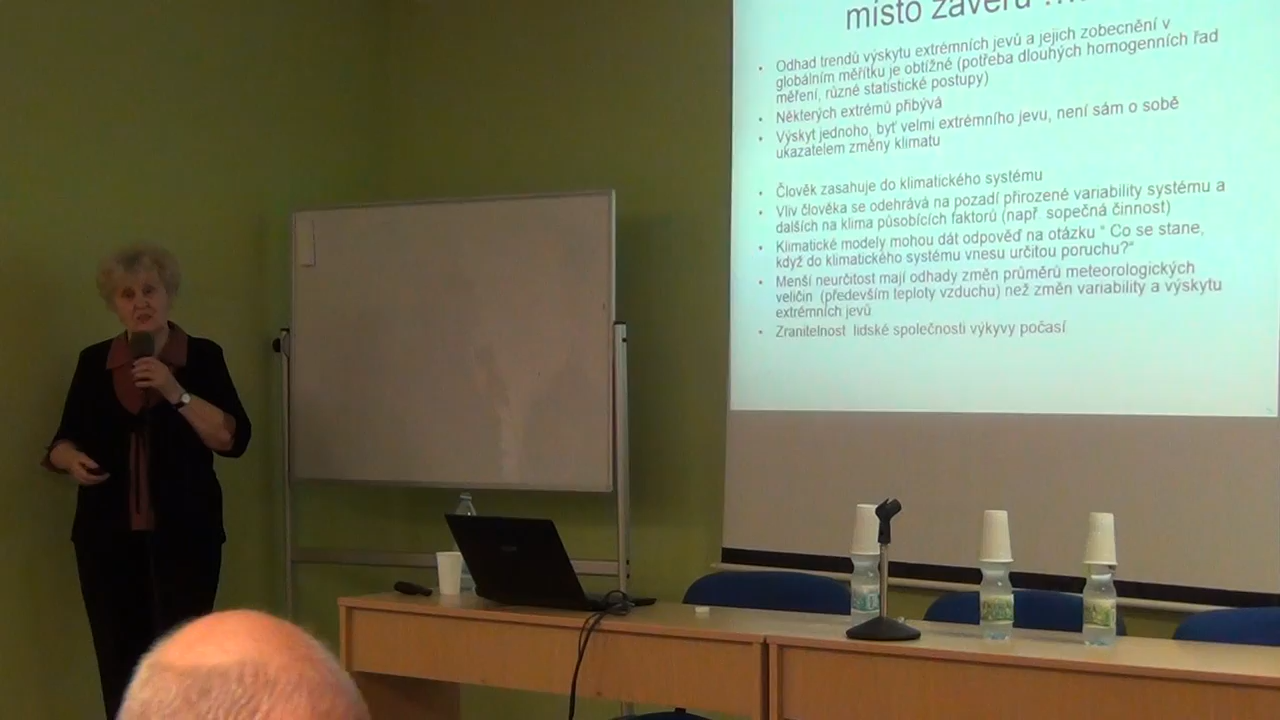 místo závěru
• Odhad trendů výskytu extrémních jevů a jejich zobecnění v
globálním měřítku je obtížné (potřeba dlouhých homogenních řad
měření, různé statistické postupy)
• Některých extrémů přibývá
• Výskyt jednoho, byť velmi extrémního jevu, není sám o sobě
ukazatelem změny klimatu
• Člověk zasahuje do klimatického systému
• Vliv člověka se odehrává na pozadí přirozené variability systému a
dalších na klima působících faktorů (např sopečná činnost)
• Klimatické modely mohou dát odpověď na otázku “ Co se stane,
když do klimatického systému vnesu určitou poruchu?“
• Menší neurčitost mají odhady změn průměrů meteorologických
veličin (především teploty vzduchu) než změn variability a výskytu
extrémních jevů
• Zranitelnost lidské společnosti výkyvy počasí